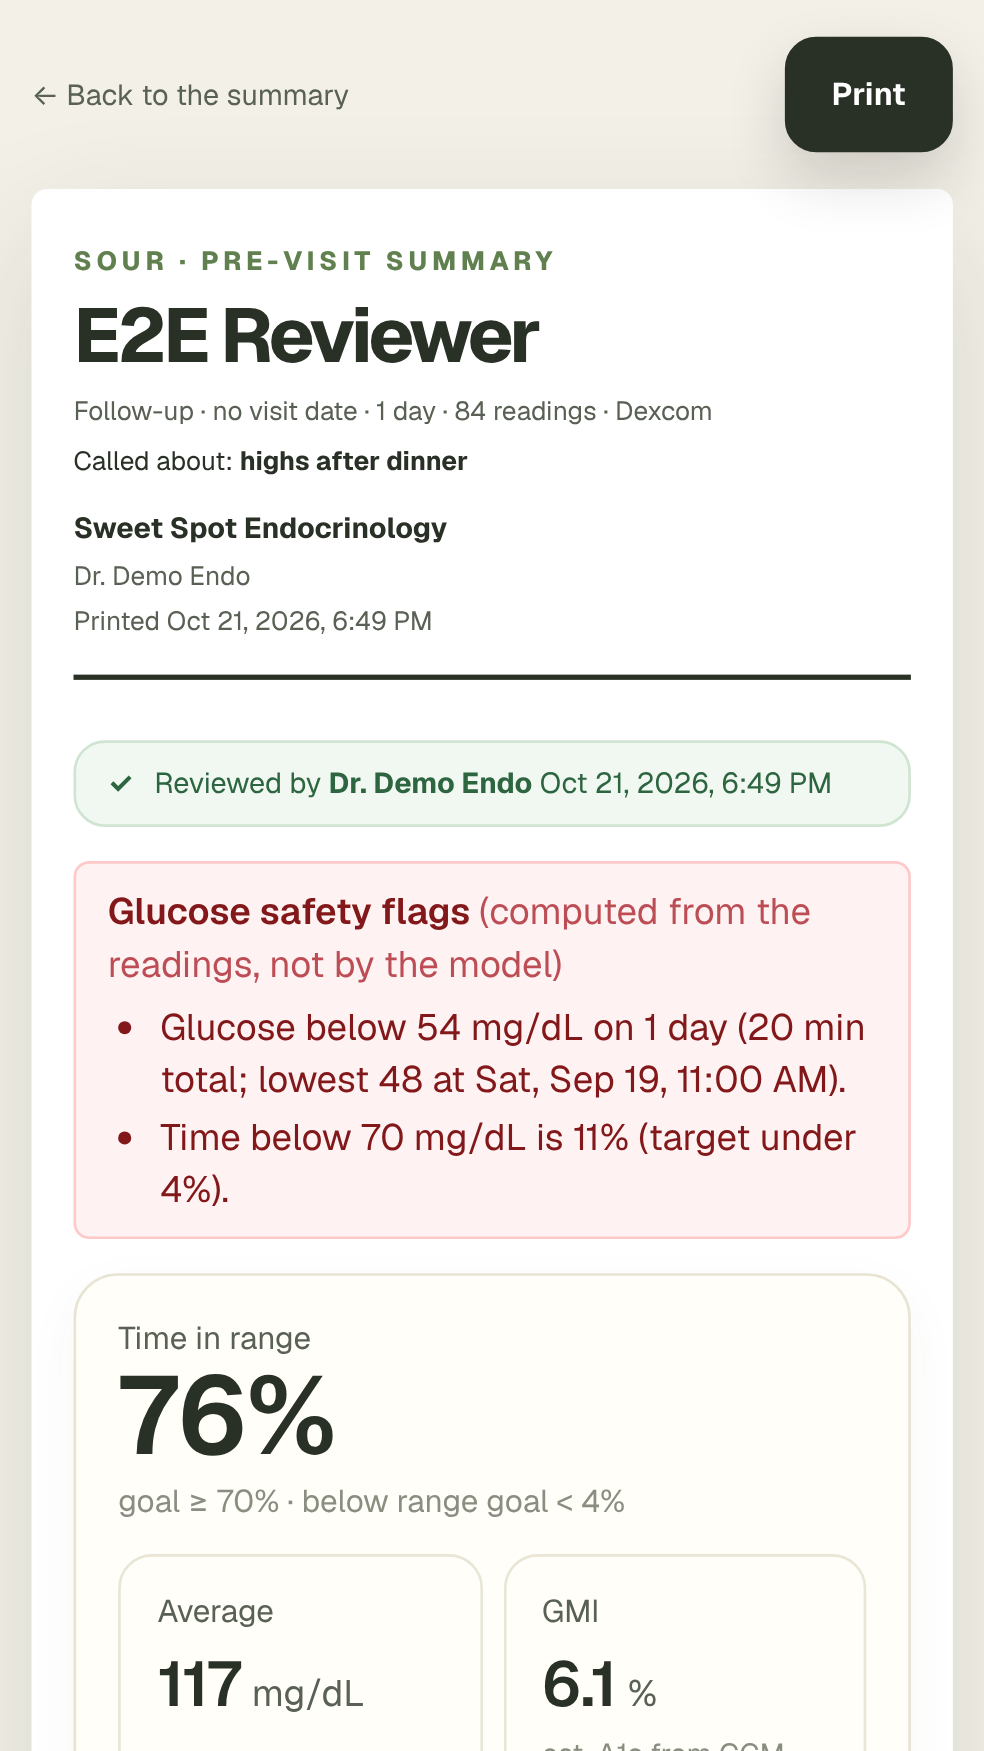 ← Back to the summary
Print
SOUR · PRE-VISIT SUMMARY
E2E Reviewer
Follow-up · no visit date · 1 day · 84 readings · Dexcom
Called about: highs after dinner
Sweet Spot Endocrinology
Dr. Demo Endo
Printed Oct 21, 2026, 6:49 PM
✓ Reviewed by Dr. Demo Endo Oct 21, 2026, 6:49 PM
Glucose safety flags (computed from the
readings, not by the model)
• Glucose below 54 mg/dL on 1 day (20 min
total; lowest 48 at Sat, Sep 19, 11:00 AM).
• Time below 70 mg/dL is 11% (target under
4%).
Time in range
76%
goal ≥ 70% · below range goal < 4%
Average
117 mg/dL
GMI
6.1 %
est. A1c from CGM